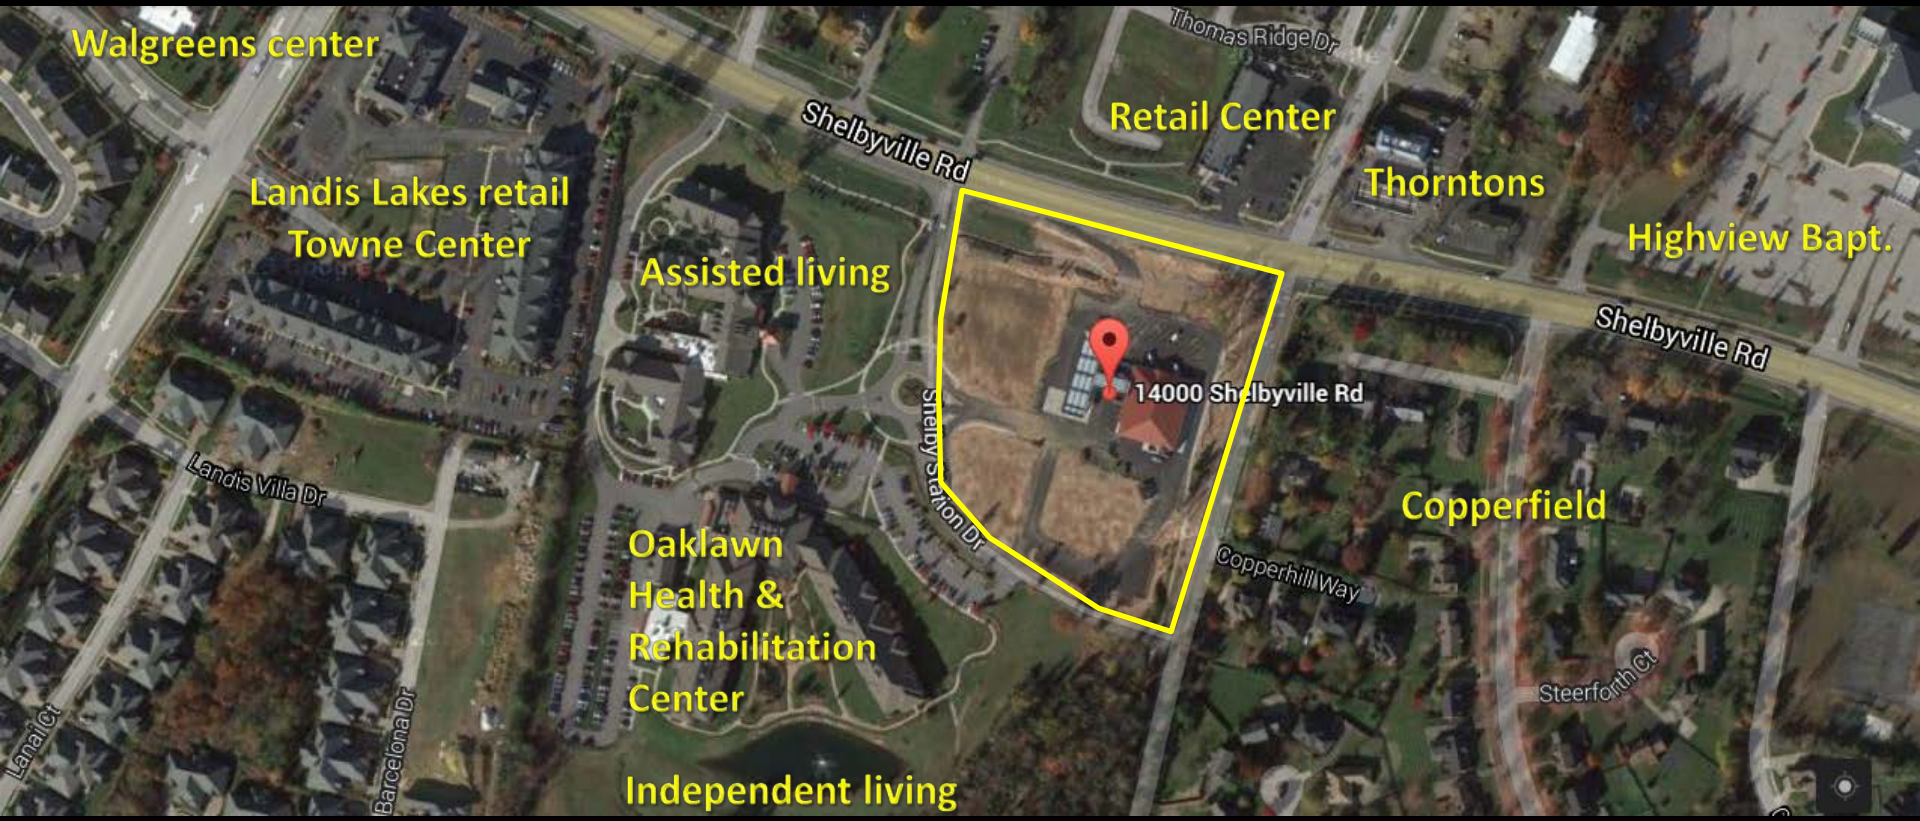 Thomas Ridge Dr
Walgreens center
Shelbyville Rd
Retail Center
Landis Lakes retail
Towne Center
Thorntons
Highview Bapt.
Assisted living
Shelbyville Rd
14000 Shelbyville Rd
Shelby Station Dr
Landis Villa Dr
Copperfield
Oaklawn
Health &
Rehabilitation
Center
Copperhill Way
Steerforth Ct
Lanai Ct
Barcelona Dr
Independent living